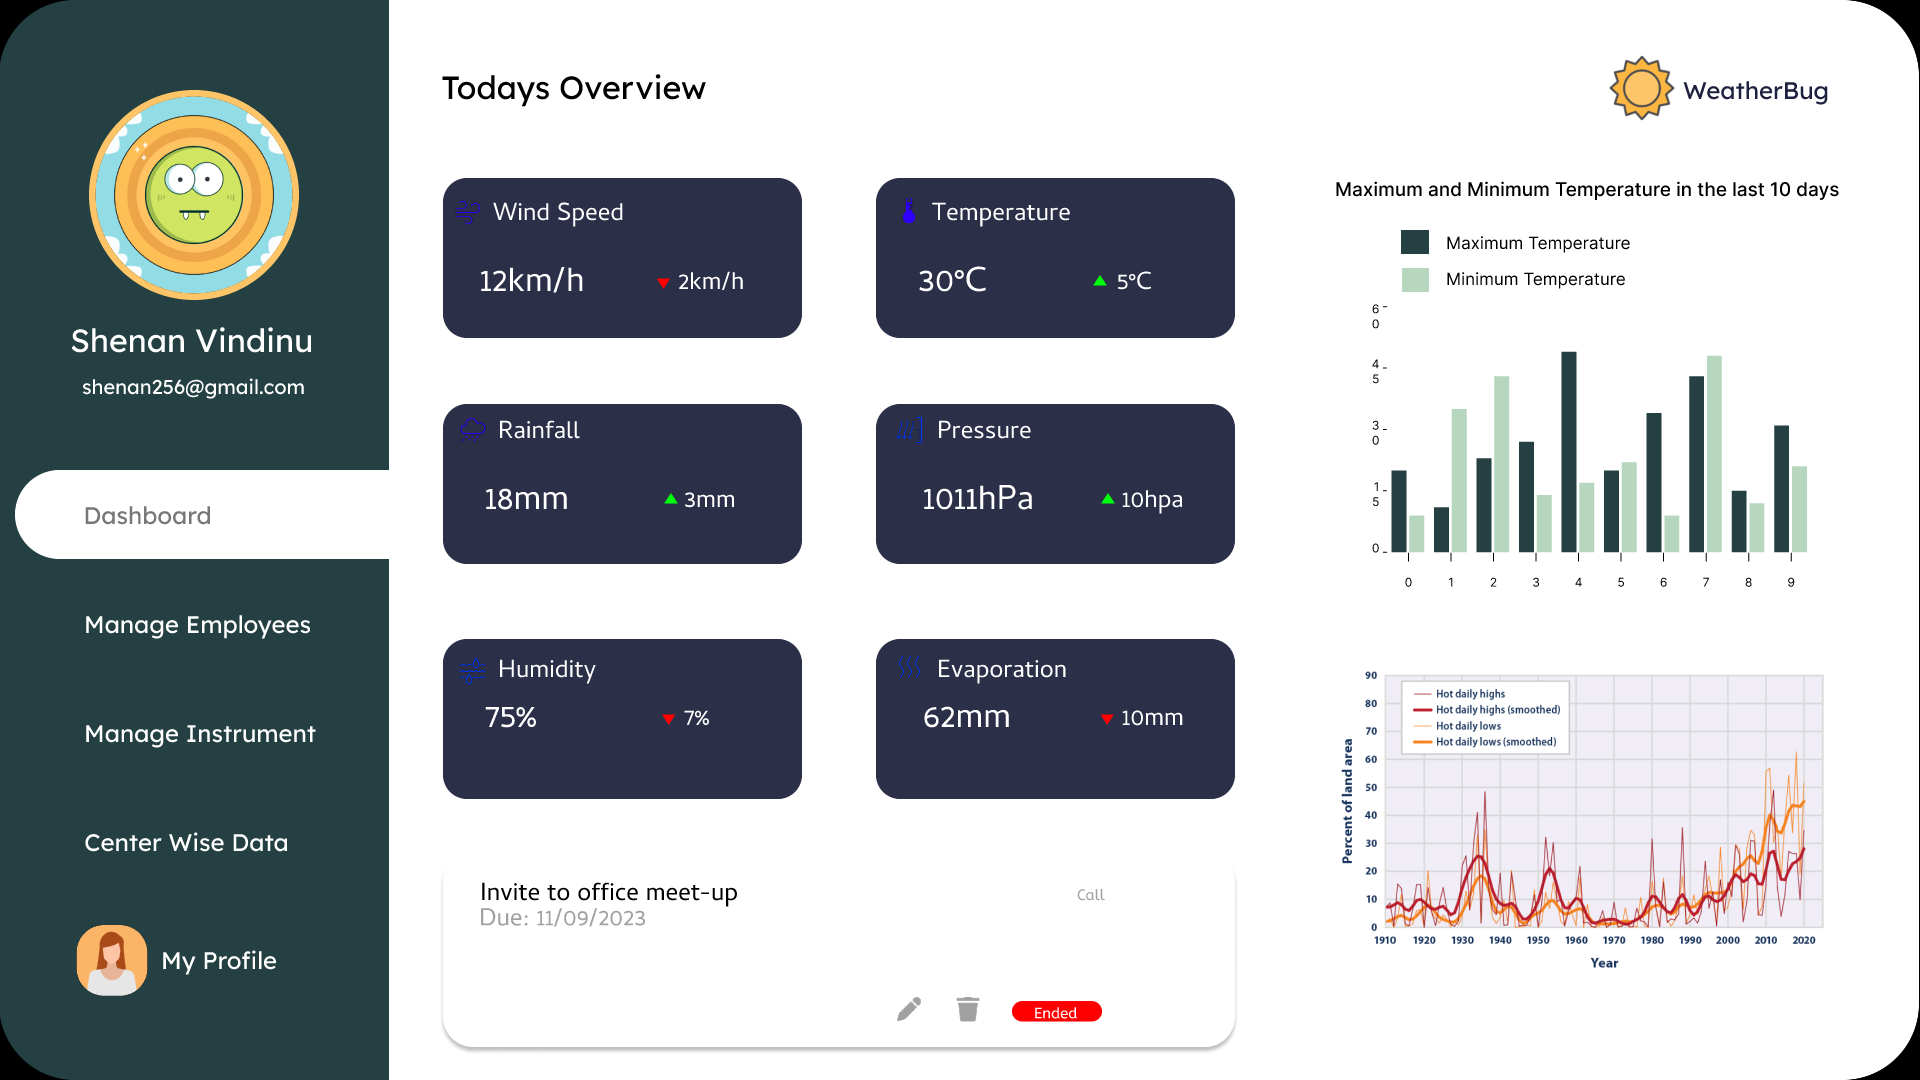 Shenan Vindinu
shenan256@gmail.com
Dashboard
Manage Employees
Manage Instrument
Center Wise Data
My Profile
Todays Overview
WeatherBug
Wind Speed
12km/h
2km/h
Temperature
30°C
5°C
Rainfall
18mm
3mm
Pressure
1011hPa
10hpa
Humidity
75%
7%
Evaporation
62mm
10mm
Invite to office meet-up
Call
Due: 11/09/2023
Ended
Maximum and Minimum Temperature in the last 10 days
Maximum Temperature
Minimum Temperature
60
45
30
15
0
0 1 2 3 4 5 6 7 8 9
Hot daily highs
Hot daily highs (smoothed)
Hot daily lows
Hot daily lows (smoothed)
Percent of land area
90
80
70
60
50
40
30
20
10
0
1910 1920 1930 1940 1950 1960 1970 1980 1990 2000 2010 2020
Year